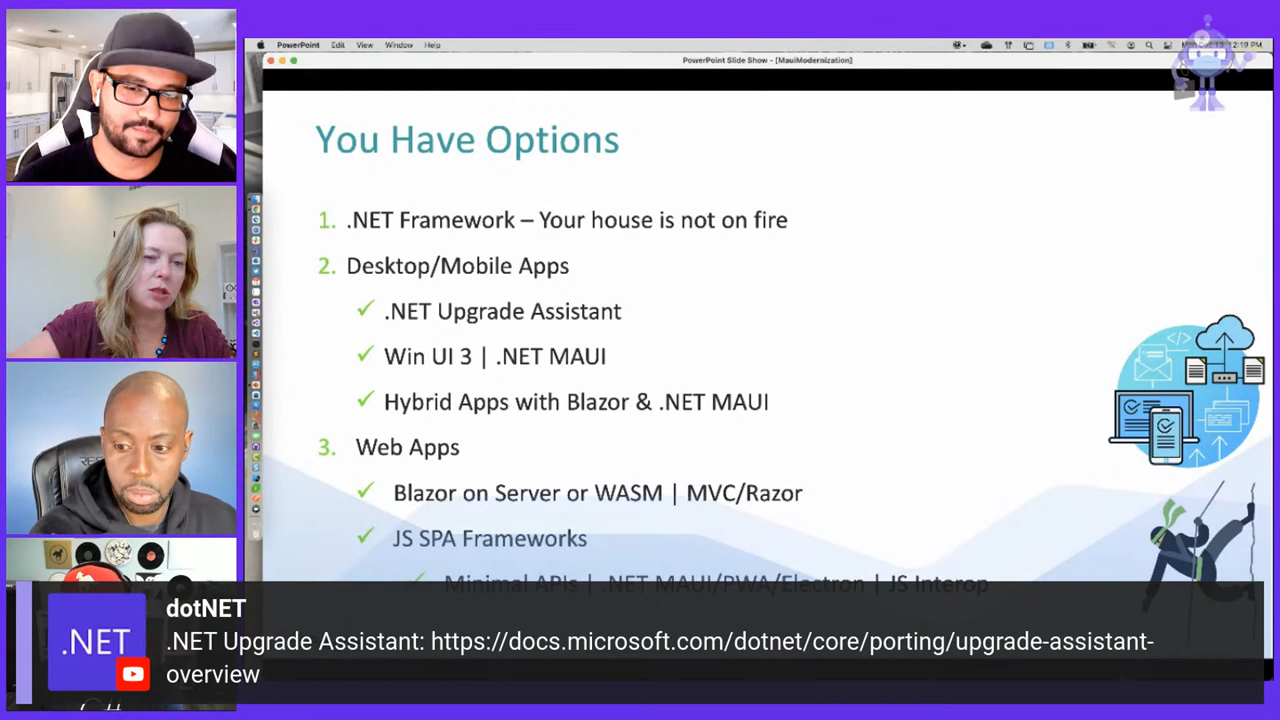 PowerPoint Edit View Window Help
12:19 PM
PowerPoint Slide Show - [MauiModernization]
You Have Options
1. .NET Framework – Your house is not on fire
2. Desktop/Mobile Apps
✓ .NET Upgrade Assistant
✓ Win UI 3 | .NET MAUI
✓ Hybrid Apps with Blazor & .NET MAUI
3. Web Apps
✓ Blazor on Server or WASM | MVC/Razor
✓ JS SPA Frameworks
✓ Minimal APIs | .NET MAUI/PWA/Electron | JS Interop
.NET
dotNET
.NET Upgrade Assistant: https://docs.microsoft.com/dotnet/core/porting/upgrade-assistant-
overview